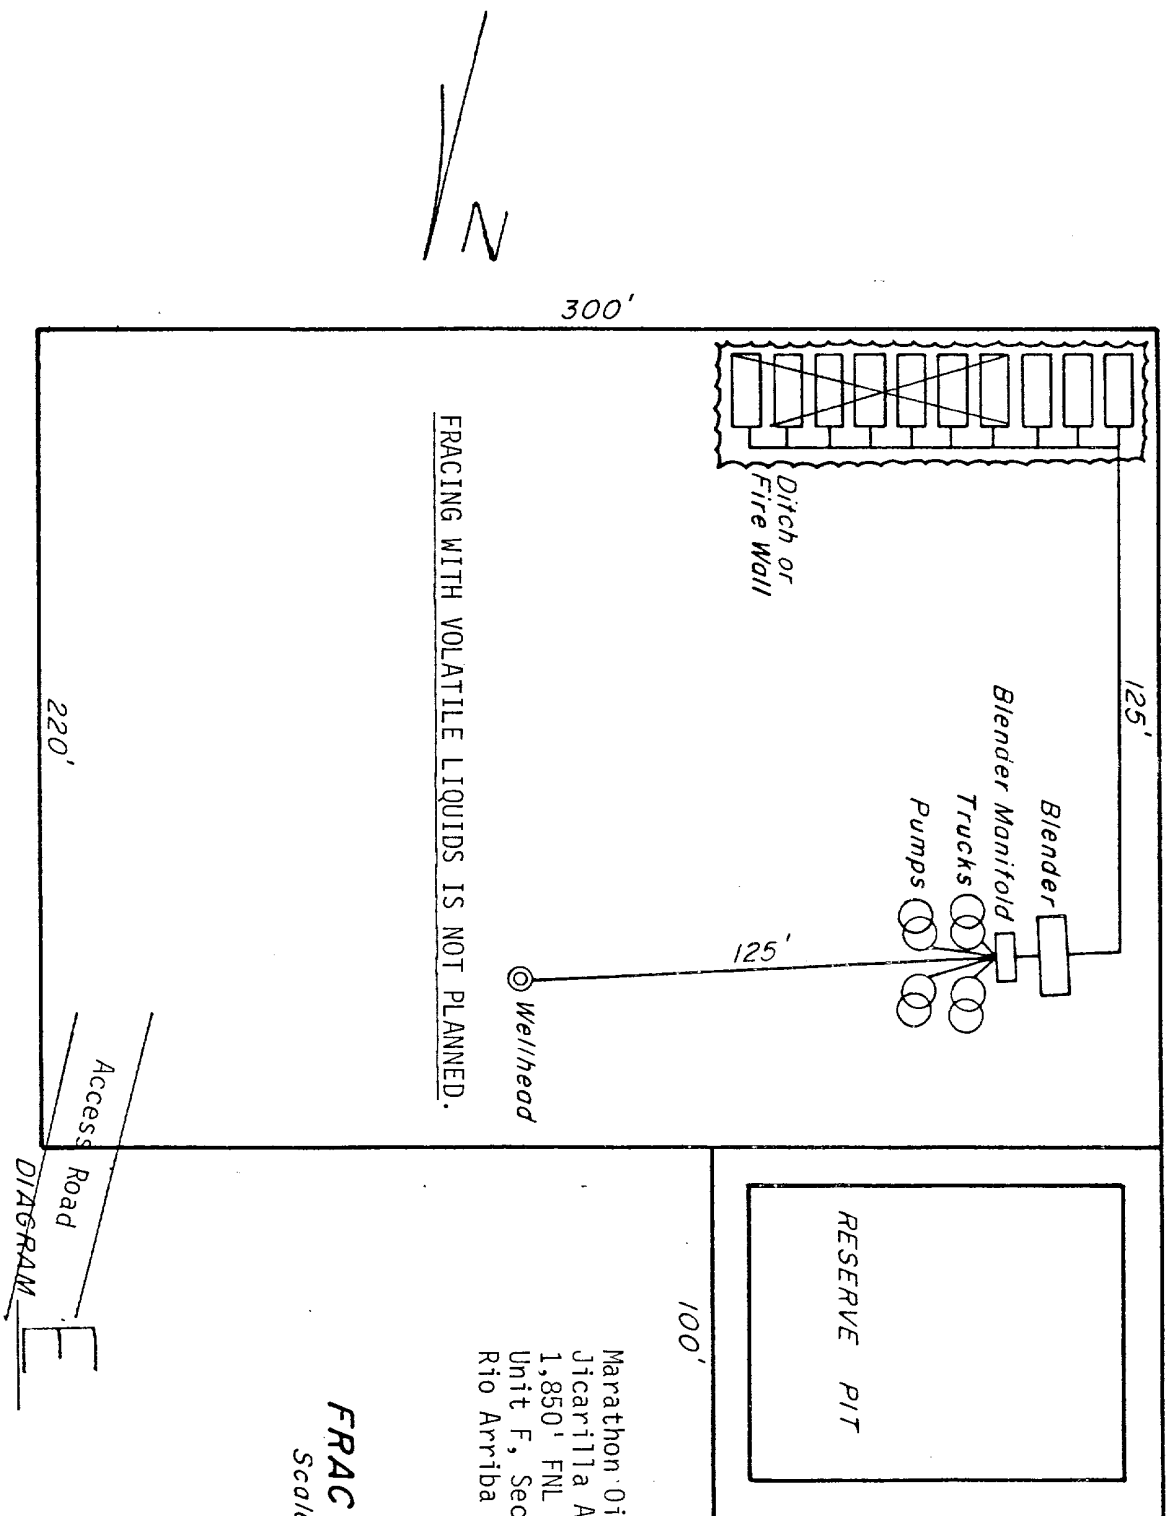 N
300'
Ditch or
Fire Wall
125'
Blender
Blender Manifold
Trucks
Pumps
125'
Wellhead
FRACING WITH VOLATILE LIQUIDS IS NOT PLANNED.
220'
Access Road
DIAGRAM E
RESERVE PIT
100'
Marathon Oi
Jicarilla A
1,850' FNL
Unit F, Sec
Rio Arriba
FRAC
Scale